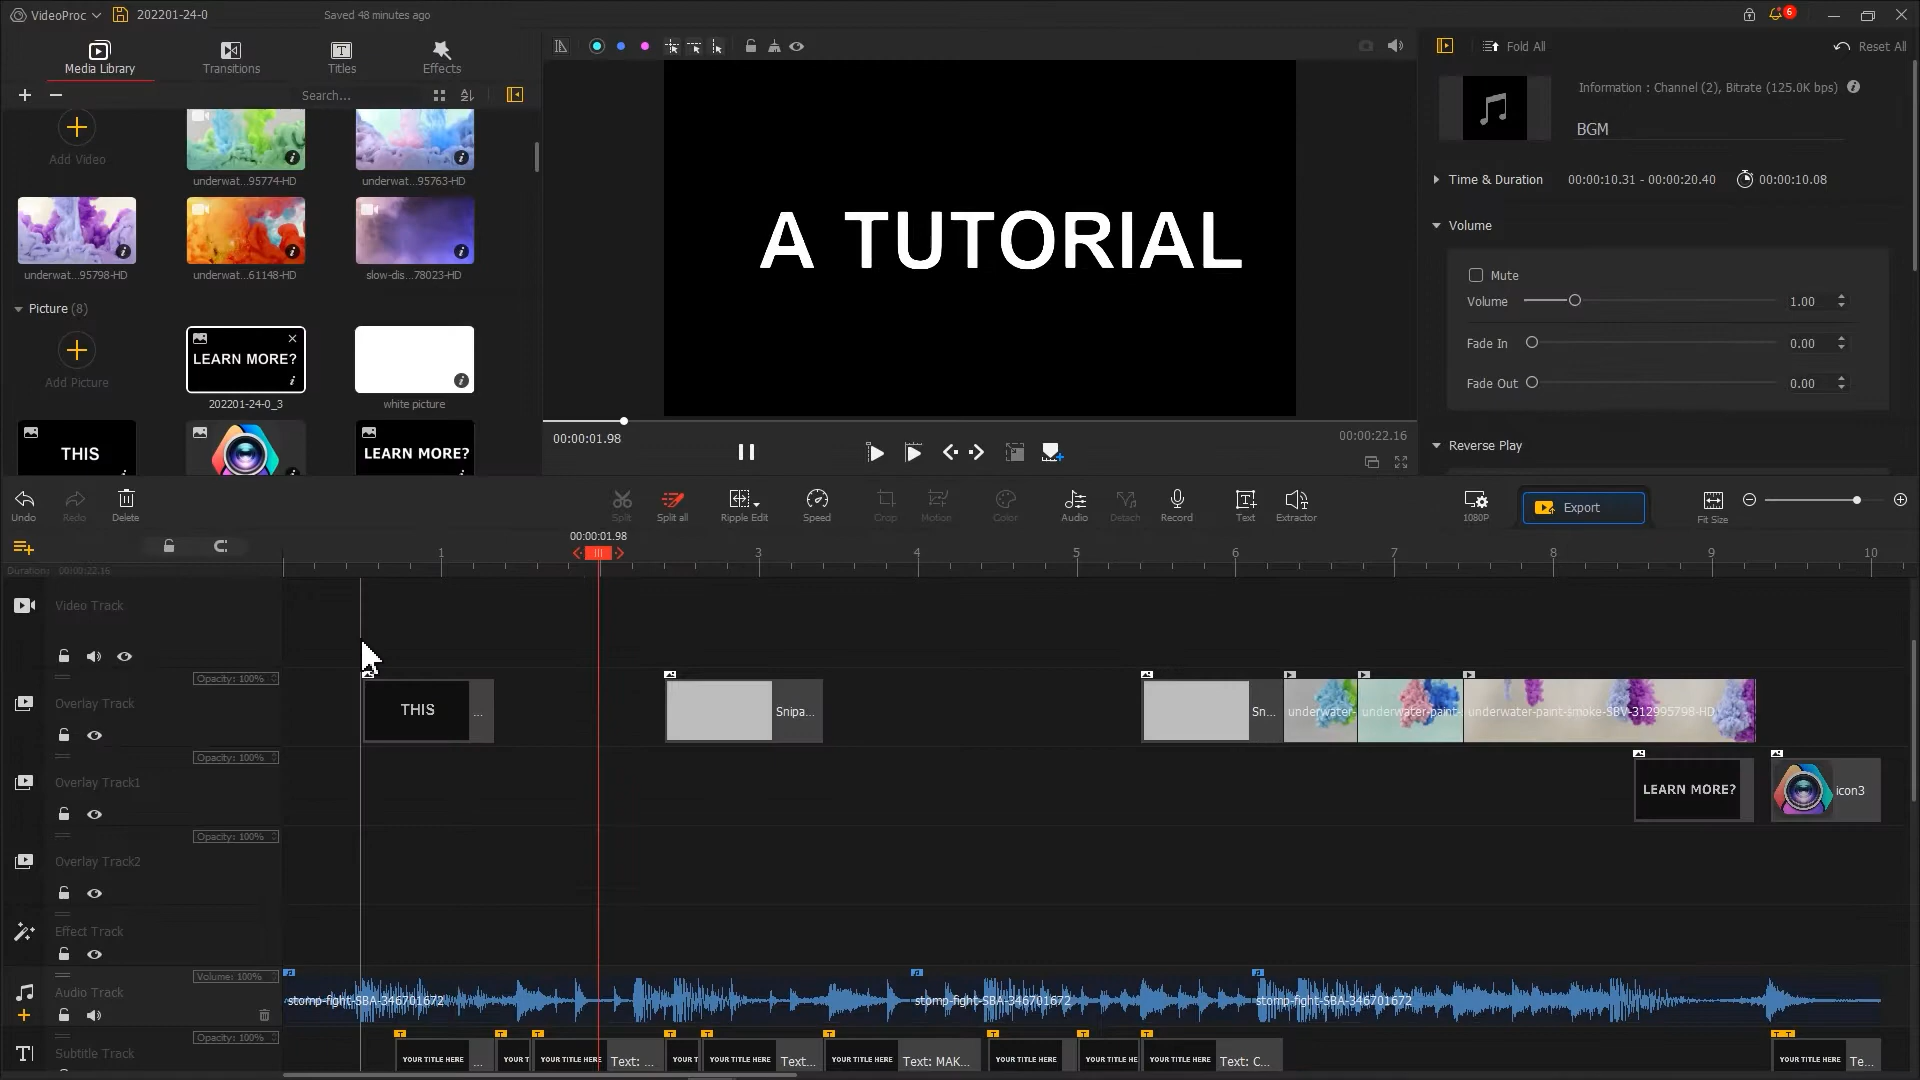 VideoProc
202201-24-0
Saved 48 minutes ago
6
Media Library
Transitions
Titles
Effects
Search...
Add Video
underwat...95774-HD
underwat...95763-HD
underwat...95798-HD
underwat...61148-HD
slow-dis...78023-HD
Picture (8)
Add Picture
LEARN MORE?
202201-24-0_3
white picture
THIS
LEARN MORE?
A TUTORIAL
00:00:01.98
00:00:22.16
Fold All
Reset All
Information : Channel (2), Bitrate (125.0K bps)
BGM
Time & Duration
00:00:10.31 - 00:00:20.40
00:00:10.08
Volume
Mute
Volume
1.00
Fade In
0.00
Fade Out
0.00
Reverse Play
Undo
Redo
Delete
Split
Split all
Ripple Edit
Speed
Crop
Motion
Color
Audio
Detach
Record
Text
Extractor
1080P
Export
Fit Size
00:00:01.98
1 3 4 5 6 7 8 9 10
Duration: 00:00:22.16
Video Track
Opacity: 100%
Overlay Track
THIS
...
Snipa...
Sn...
underwater-
underwater-paint-
underwater-paint-smoke-SBV-312995798-HD
Opacity: 100%
Overlay Track1
LEARN MORE?
icon3
Opacity: 100%
Overlay Track2
Effect Track
Volume: 100%
Audio Track
stomp-fight-SBA-346701672
stomp-fight-SBA-346701672
stomp-fight-SBA-346701672
Opacity: 100%
Subtitle Track
YOUR TITLE HERE
...
YOUR T
YOUR TITLE HERE
Text: ...
YOUR T
YOUR TITLE HERE
Text...
YOUR TITLE HERE
Text: MAK...
YOUR TITLE HERE
YOUR TITLE HE
YOUR TITLE HERE
Text: C...
YOUR TITLE HERE
Te...